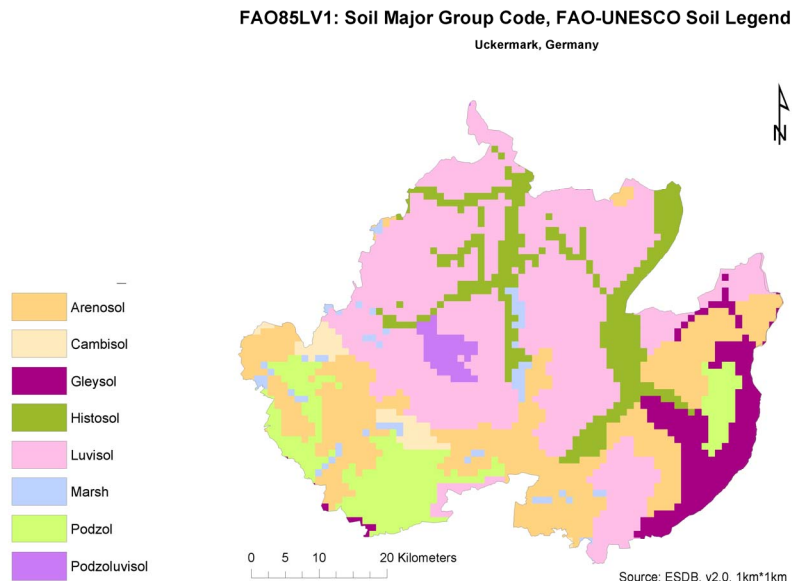 FAO85LV1: Soil Major Group Code, FAO-UNESCO Soil Legend
Uckermark, Germany
N
Arenosol
Cambisol
Gleysol
Histosol
Luvisol
Marsh
Podzol
Podzoluvisol
0 5 10 20 Kilometers
Source: ESDB, v2.0, 1km*1km